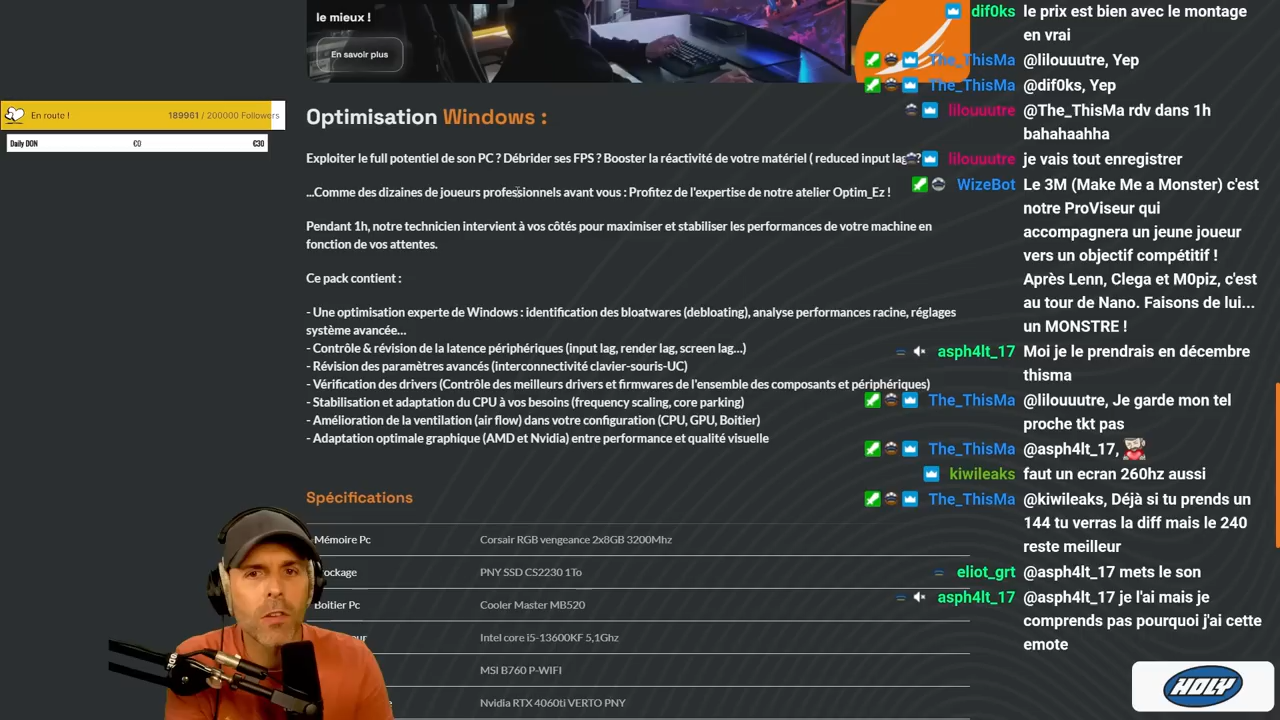 le mieux !
En savoir plus
En route !
189961 / 200000 Followers
Daily DON
€0
€30
Optimisation Windows :
Exploiter le full potentiel de son PC ? Débrider ses FPS ? Booster la réactivité de votre matériel ( reduced input lag ?
...Comme des dizaines de joueurs professionnels avant vous : Profitez de l'expertise de notre atelier Optim_Ez !
Pendant 1h, notre technicien intervient à vos côtés pour maximiser et stabiliser les performances de votre machine en
fonction de vos attentes.
Ce pack contient :
- Une optimisation experte de Windows : identification des bloatwares (debloating), analyse performances racine, réglages
système avancée...
- Contrôle & révision de la latence périphériques (input lag, render lag, screen lag...)
- Révision des paramètres avancés (interconnectivité clavier-souris-UC)
- Vérification des drivers (Contrôle des meilleurs drivers et firmwares de l'ensemble des composants et périphériques)
- Stabilisation et adaptation du CPU à vos besoins (frequency scaling, core parking)
- Amélioration de la ventilation (air flow) dans votre configuration (CPU, GPU, Boitier)
- Adaptation optimale graphique (AMD et Nvidia) entre performance et qualité visuelle
Spécifications
Mémoire Pc
Corsair RGB vengeance 2x8GB 3200Mhz
tockage
PNY SSD CS2230 1To
Boitier Pc
Cooler Master MB520
ur
Intel core i5-13600KF 5,1Ghz
MSI B760 P-WIFI
Nvidia RTX 4060ti VERTO PNY
dif0ks le prix est bien avec le montage
en vrai
The_ThisMa @lilouuutre, Yep
The_ThisMa @dif0ks, Yep
lilouuutre @The_ThisMa rdv dans 1h
bahahaahha
lilouuutre je vais tout enregistrer
WizeBot Le 3M (Make Me a Monster) c'est
notre ProViseur qui
accompagnera un jeune joueur
vers un objectif compétitif !
Après Lenn, Clega et M0piz, c'est
au tour de Nano. Faisons de lui...
un MONSTRE !
asph4lt_17 Moi je le prendrais en décembre
thisma
The_ThisMa @lilouuutre, Je garde mon tel
proche tkt pas
The_ThisMa @asph4lt_17,
kiwileaks faut un ecran 260hz aussi
The_ThisMa @kiwileaks, Déjà si tu prends un
144 tu verras la diff mais le 240
reste meilleur
eliot_grt @asph4lt_17 mets le son
asph4lt_17 @asph4lt_17 je l'ai mais je
comprends pas pourquoi j'ai cette
emote
HOLY